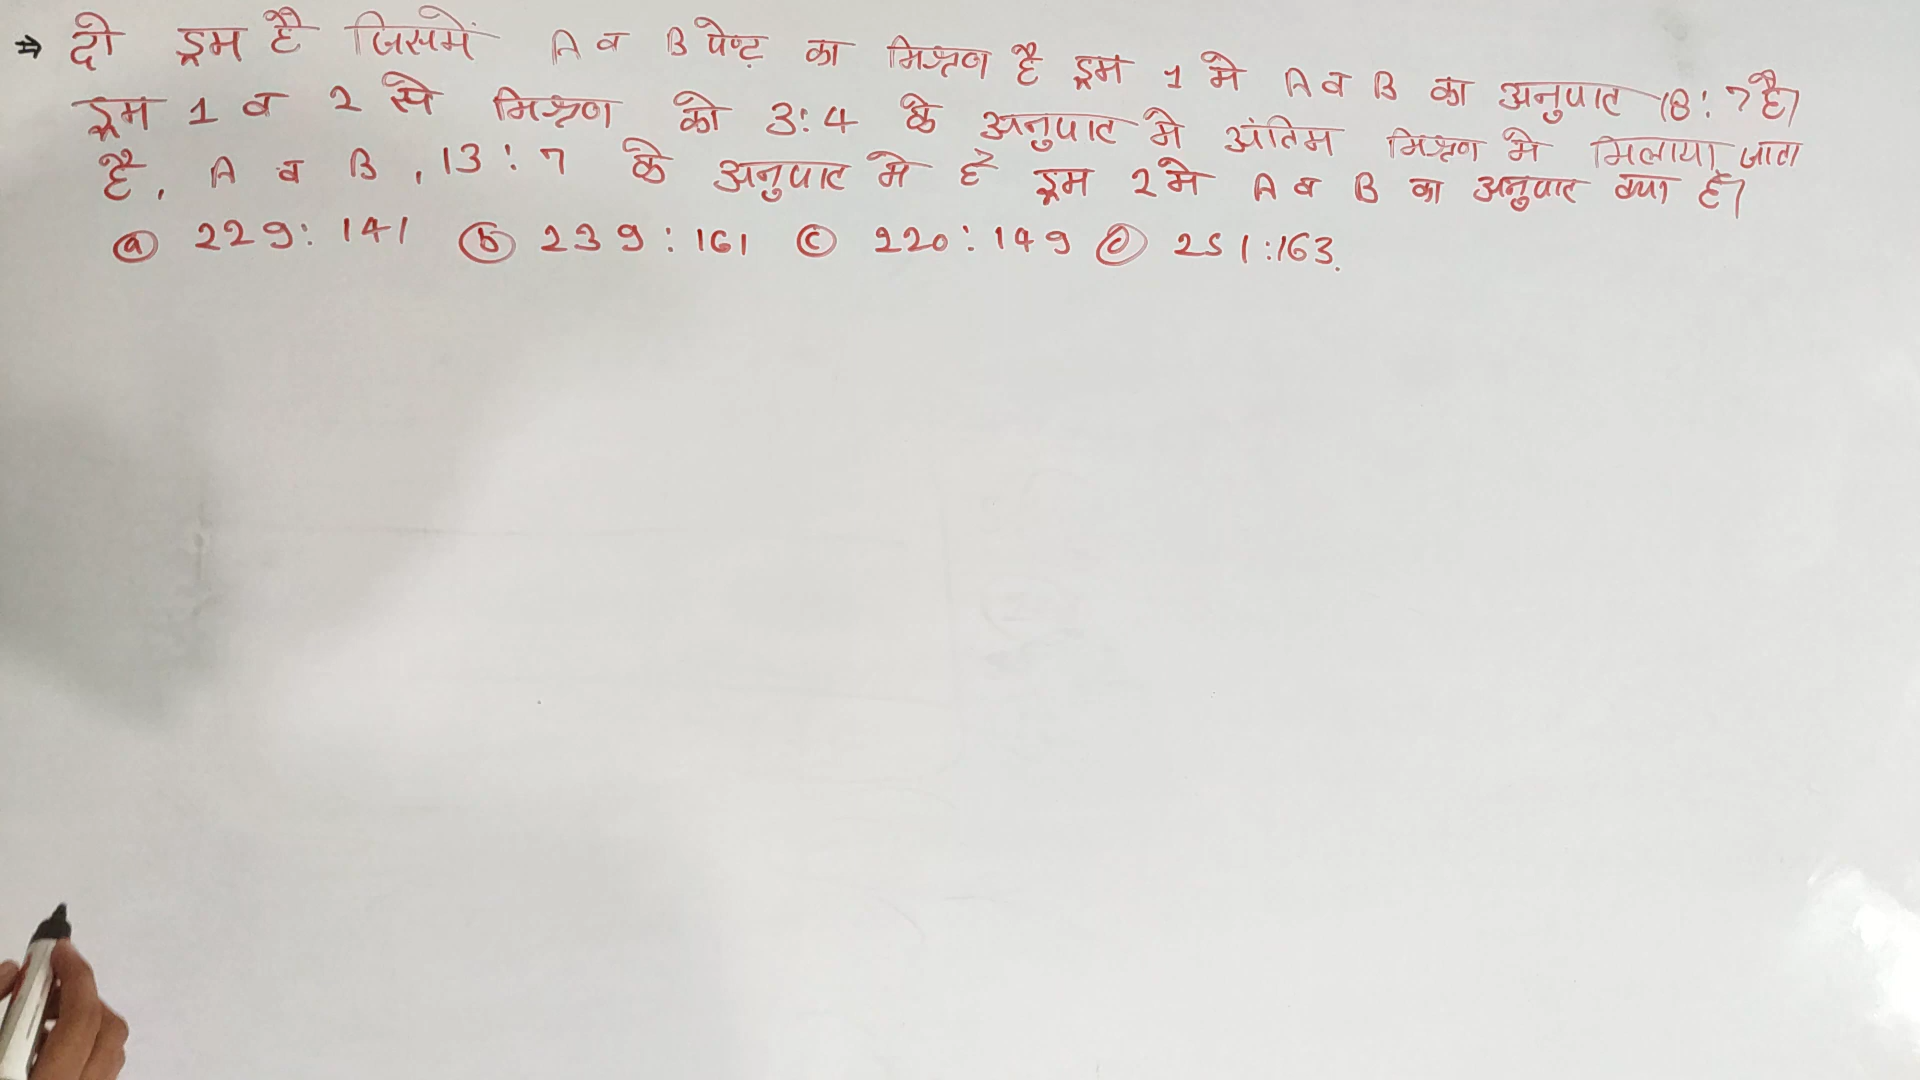 ⇒ दो ड्रम है जिसमें A व B पेण्ट का मिश्रण है ड्रम 1 मे A व B का अनुपात 18:7 है।
ड्रम 1 व 2 से मिश्रण को 3:4 के अनुपात मे अंतिम मिश्रण मे मिलाया जाता
है, A व B, 13:7 के अनुपात मे है ड्रम 2 मे A व B का अनुपात क्या है।
(a) 229:141 (b) 239:161 (c) 220:149 (d) 251:163.